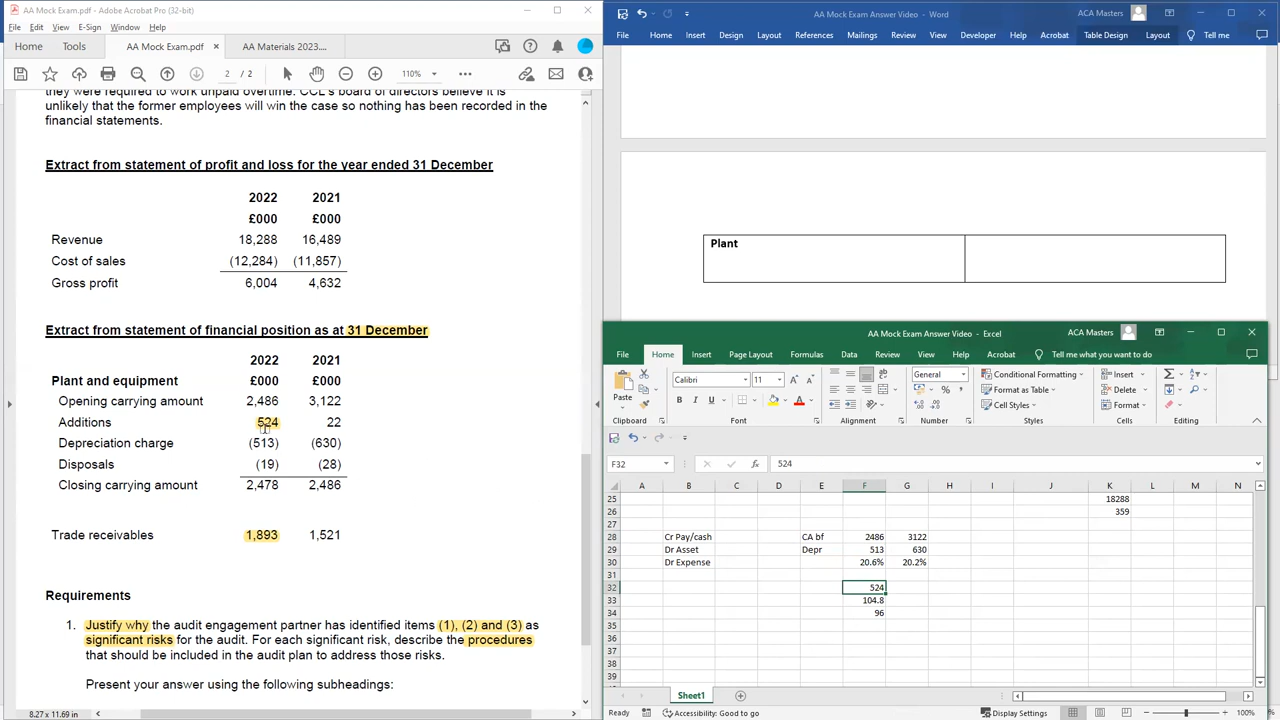 AA Mock Exam.pdf - Adobe Acrobat Pro (32-bit)
File Edit View E-Sign Window Help
Home Tools AA Mock Exam.pdf × AA Materials 2023....
2 / 2 110%
they were required to work unpaid overtime. CCL's board of directors believe it is
unlikely that the former employees will win the case so nothing has been recorded in the
financial statements.
Extract from statement of profit and loss for the year ended 31 December
2022 2021
£000 £000
Revenue 18,288 16,489
Cost of sales (12,284) (11,857)
Gross profit 6,004 4,632
Extract from statement of financial position as at 31 December
2022 2021
Plant and equipment £000 £000
Opening carrying amount 2,486 3,122
Additions 524 22
Depreciation charge (513) (630)
Disposals (19) (28)
Closing carrying amount 2,478 2,486
Trade receivables 1,893 1,521
Requirements
1. Justify why the audit engagement partner has identified items (1), (2) and (3) as
significant risks for the audit. For each significant risk, describe the procedures
that should be included in the audit plan to address those risks.
Present your answer using the following subheadings:
8.27 x 11.69 in
AA Mock Exam Answer Video - Word
ACA Masters
File Home Insert Design Layout References Mailings Review View Developer Help Acrobat Table Design Layout Tell me
Plant
AA Mock Exam Answer Video - Excel
ACA Masters
File Home Insert Page Layout Formulas Data Review View Help Acrobat Tell me what you want to do
Paste Calibri 11 General Conditional Formatting Insert
B I U A % Format as Table Delete
Cell Styles Format
Clipboard Font Alignment Number Styles Cells Editing
F32 fx 524
A B C D E F G H I J K L M N
25 18288
26 359
27
28 Cr Pay/cash CA bf 2486 3122
29 Dr Asset Depr 513 630
30 Dr Expense 20.6% 20.2%
31
32 524
33 104.8
34 96
35
36
37
38
39
Sheet1
Ready Accessibility: Good to go Display Settings 100%